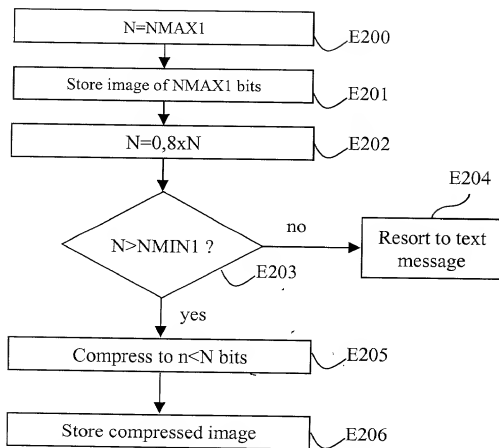 N=NMAX1
E200
Store image of NMAX1 bits
E201
N=0,8xN
E202
E204
N>NMIN1 ?
no
Resort to text
message
E203
yes
Compress to n<N bits
E205
Store compressed image
E206